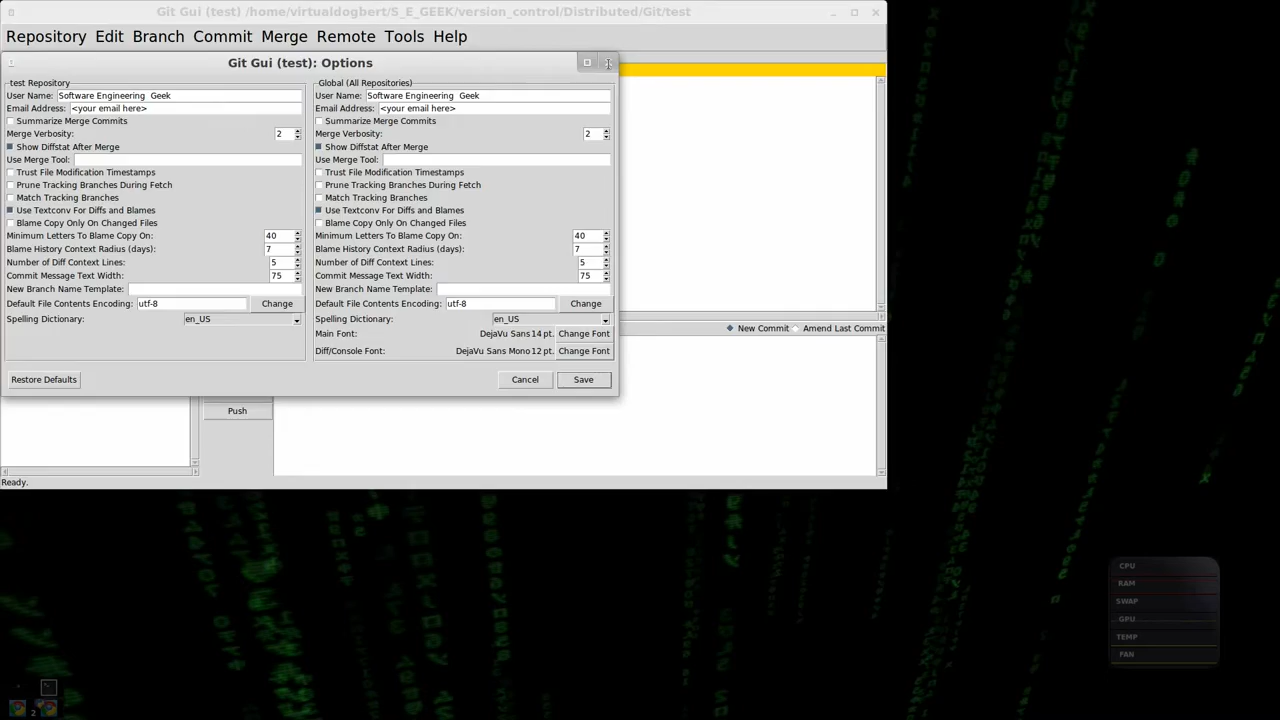 Git Gui (test) /home/virtualdogbert/S_E_GEEK/version_control/Distributed/Git/test
Repository Edit Branch Commit Merge Remote Tools Help
Git Gui (test): Options
test Repository
User Name: Software Engineering Geek
Email Address: <your email here>
Summarize Merge Commits
Merge Verbosity: 2
Show Diffstat After Merge
Use Merge Tool:
Trust File Modification Timestamps
Prune Tracking Branches During Fetch
Match Tracking Branches
Use Textconv For Diffs and Blames
Blame Copy Only On Changed Files
Minimum Letters To Blame Copy On: 40
Blame History Context Radius (days): 7
Number of Diff Context Lines: 5
Commit Message Text Width: 75
New Branch Name Template:
Default File Contents Encoding: utf-8 Change
Spelling Dictionary: en_US
Global (All Repositories)
User Name: Software Engineering Geek
Email Address: <your email here>
Summarize Merge Commits
Merge Verbosity: 2
Show Diffstat After Merge
Use Merge Tool:
Trust File Modification Timestamps
Prune Tracking Branches During Fetch
Match Tracking Branches
Use Textconv For Diffs and Blames
Blame Copy Only On Changed Files
Minimum Letters To Blame Copy On: 40
Blame History Context Radius (days): 7
Number of Diff Context Lines: 5
Commit Message Text Width: 75
New Branch Name Template:
Default File Contents Encoding: utf-8 Change
Spelling Dictionary: en_US
Main Font: DejaVu Sans 14 pt. Change Font
Diff/Console Font: DejaVu Sans Mono 12 pt. Change Font
Restore Defaults Cancel Save
New Commit Amend Last Commit
Push
Ready.
CPU
RAM
SWAP
GPU
TEMP
FAN
2